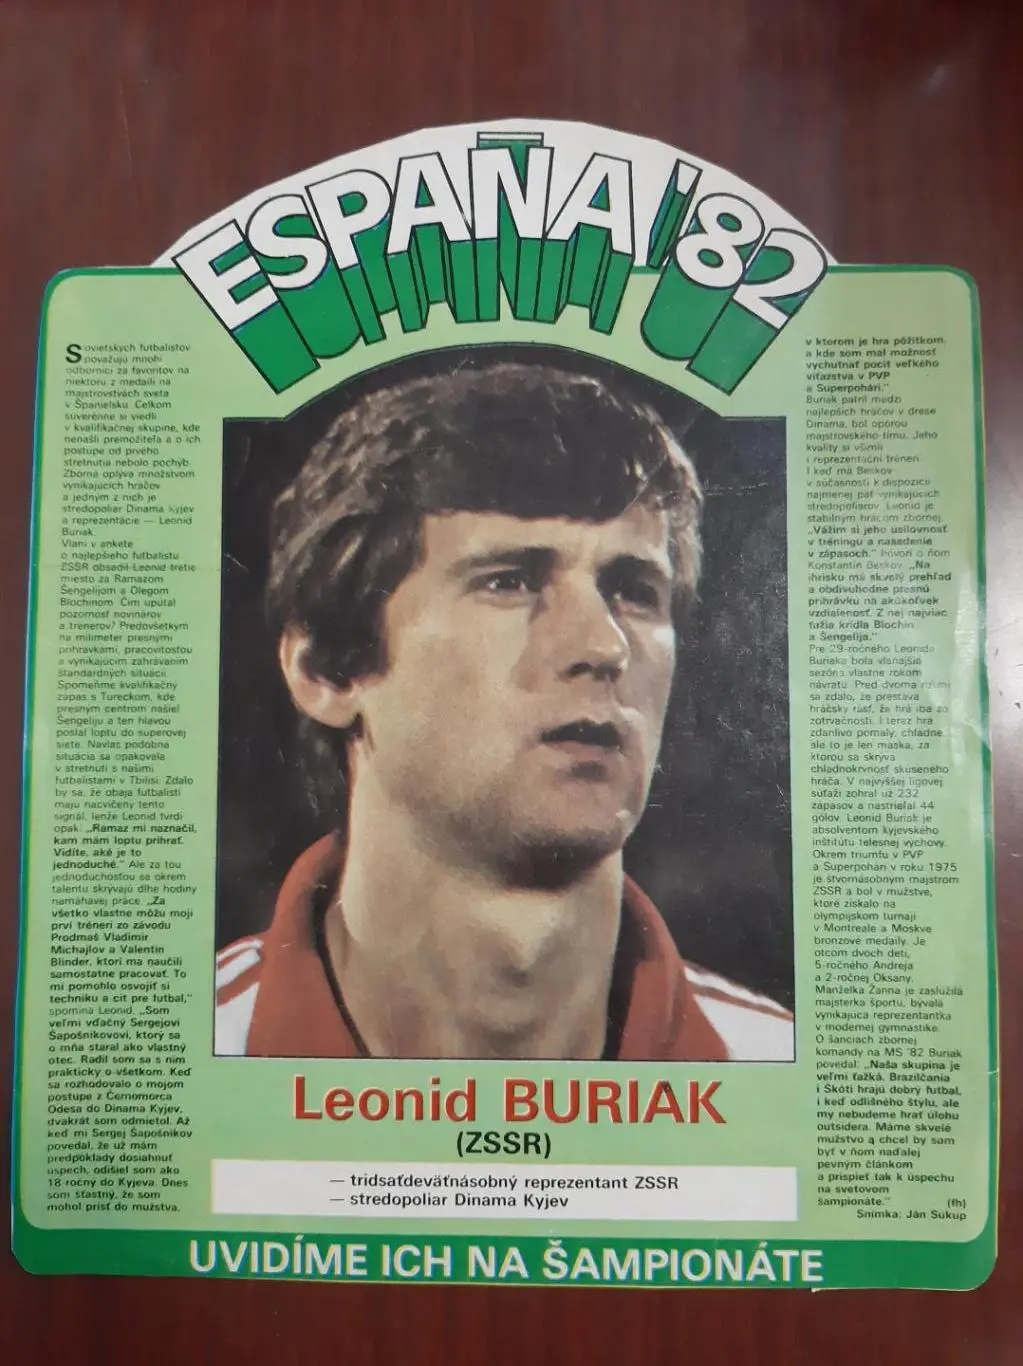 ESPAÑA '82
Sovietskych futbalistov
považujú mnohí
odborníci za favoritov na
niektorú z medailí na
majstrovstvách sveta
v Španielsku. Celkom
suverénne si viedli
v kvalifikačnej skupine, kde
nenašli premožiteľa a o ich
postupe od prvého
stretnutia nebolo pochýb.
Zborná oplýva množstvom
vynikajúcich hráčov
a jedným z nich je
stredopoliar Dinama Kyjev
a reprezentácie — Leonid
Buriak.
Vlani v ankete
o najlepšieho futbalistu
ZSSR obsadil Leonid tretie
miesto za Ramazom
Šengelijom a Olegom
Blochinom. Čím upútal
pozornosť novinárov
a trénerov? Predovšetkým
na milimeter presnými
prihrávkami, pracovitosťou
a vynikajúcim zahrávaním
štandardných situácií.
Spomeňme kvalifikačný
zápas s Tureckom, kde
presným centrom našiel
Šengeliju a ten hlavou
poslal loptu do súperovej
siete. Navlas podobná
situácia sa opakovala
v stretnutí s našimi
futbalistami v Tbilisi. Zdalo
by sa, že obaja futbalisti
majú nacvičený tento
signál, lenže Leonid tvrdí
opak: „Ramaz mi naznačil,
kam mám loptu prihrať.
Vidíte, aké je to
jednoduché.“ Ale za tou
jednoduchosťou sa okrem
talentu skrývajú dlhé hodiny
namáhavej práce. „Za
všetko vlastne môžu moji
prví tréneri zo závodu
Prodmaš Vladimír
Michajlov a Valentin
Blinder, ktorí ma naučili
samostatne pracovať. To
mi pomohlo osvojiť si
techniku a cit pre futbal,“
spomína Leonid. „Som
veľmi vďačný Sergejovi
Šapošnikovovi, ktorý sa
o mňa staral ako vlastný
otec. Radil som sa s ním
prakticky o všetkom. Keď
sa rozhodovalo o mojom
postupe z Černomorca
Odesa do Dinama Kyjev,
dvakrát som odmietol. Až
keď mi Sergej Šapošnikov
povedal, že už mám
predpoklady dosiahnuť
úspech, odišiel som ako
18 ročný do Kyjeva. Dnes
som šťastný, že som
mohol prísť do mužstva,
v ktorom je hra pôžitkom,
a kde som mal možnosť
vychutnať pocit veľkého
víťazstva v PVP
a Superpohári.“
Buriak patril medzi
najlepších hráčov v drese
Dinama, bol oporou
majstrovského tímu. Jeho
kvality si všimli
i reprezentační tréneri.
I keď má Beskov
v súčasnosti k dispozícii
najmenej päť vynikajúcich
stredopoliarov, Leonid je
stabilným hráčom zbornej.
„Vážim si jeho usilovnosť
v tréningu a nasadenie
v zápasoch.“ hovorí o ňom
Konstantin Beskov. „Na
ihrisku má skvelý prehľad
a obdivuhodne presnú
prihrávku na akúkoľvek
vzdialenosť. Z nej najviac
ťažia krídla Blochin
a Šengelija.“
Pre 29-ročného Leonida
Buriaka bola vlaňajšia
sezóna vlastne rokom
návratu. Pred dvoma rokmi
sa zdalo, že prestáva
hráčsky rásť, že hrá iba zo
zotrvačnosti. I teraz hrá
zdanlivo pomaly, chladne,
ale to je len maska, za
ktorou sa skrýva
chladnokrvnosť skúseného
hráča. V najvyššej ligovej
súťaži zohral už 232
zápasov a nastrieľal 44
gólov. Leonid Buriak je
absolventom kyjevského
inštitútu telesnej výchovy.
Okrem triumfu v PVP
a Superpohári v roku 1975
je štvornásobným majstrom
ZSSR a bol v mužstve,
ktoré získalo na
olympijskom turnaji
v Montreale a Moskve
bronzové medaily. Je
otcom dvoch detí,
5-ročného Andreja
a 2-ročnej Oksany.
Manželka Žanna je zaslúžilá
majsterka športu, bývalá
vynikajúca reprezentantka
v modernej gymnastike.
O šanciach zbornej
komandy na MS '82 Buriak
povedal: „Naša skupina je
veľmi ťažká. Brazílčania
i Škóti hrajú dobrý futbal,
i keď odlišného štýlu, ale
my nebudeme hrať úlohu
outsidera. Máme skvelé
mužstvo a chcel by som
byť v ňom naďalej
pevným článkom
a prispieť tak k úspechu
na svetovom
šampionáte.“ (fh)
Snímka: Ján Súkup
Leonid BURIAK
(ZSSR)
— tridsaťdeväťnásobný reprezentant ZSSR
— stredopoliar Dinama Kyjev
UVIDÍME ICH NA ŠAMPIONÁTE